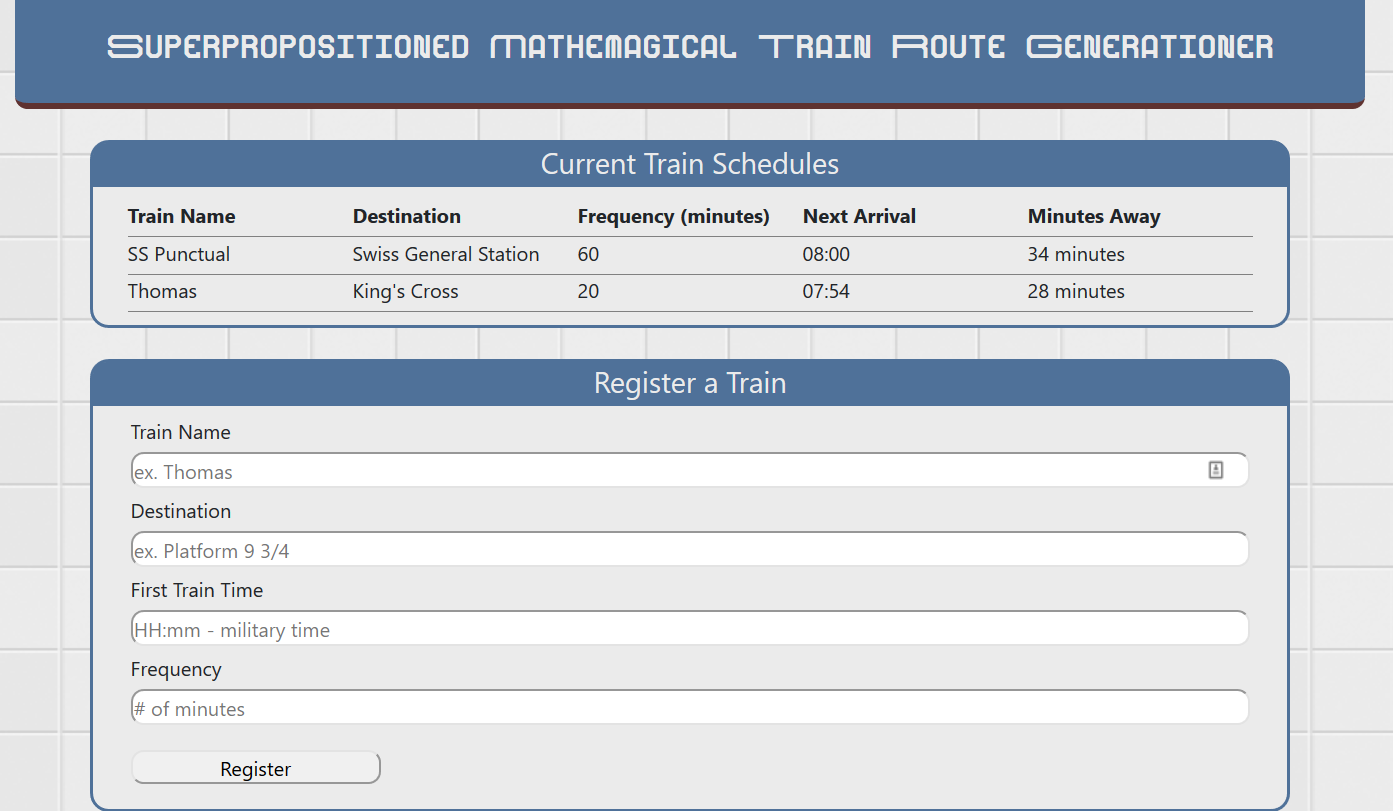 Superpropositioned Mathemagical Train Route Generationer
Current Train Schedules
Train Name Destination Frequency (minutes) Next Arrival Minutes Away
SS Punctual Swiss General Station 60 08:00 34 minutes
Thomas King's Cross 20 07:54 28 minutes
Register a Train
Train Name
ex. Thomas
Destination
ex. Platform 9 3/4
First Train Time
HH:mm - military time
Frequency
# of minutes
Register